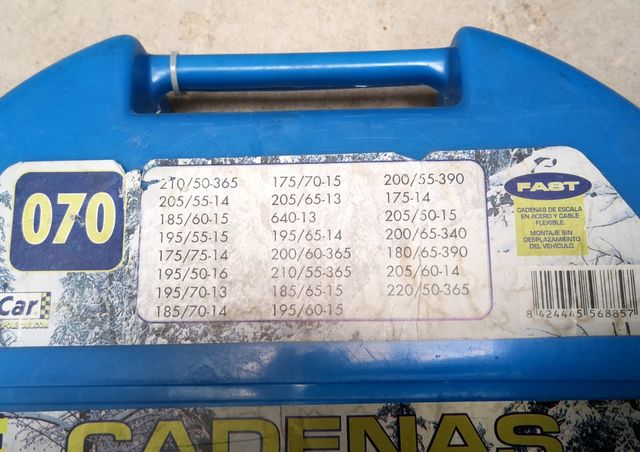 070
210/50-365
205/55-14
185/60-15
195/55-15
175/75-14
195/50-16
195/70-13
185/70-14
175/70-15
205/65-13
640-13
195/65-14
200/60-365
210/55-365
185/65-15
195/60-15
200/55-390
175-14
205/50-15
200/65-340
180/65-390
205/60-14
220/50-365
FAST
CADENAS DE ESCALA
EN ACERO Y CABLE
FLEXIBLE.
MONTAJE SIN
DESPLAZAMIENTO
DEL VEHÍCULO.
8 424445 568857
Car
CADENAS